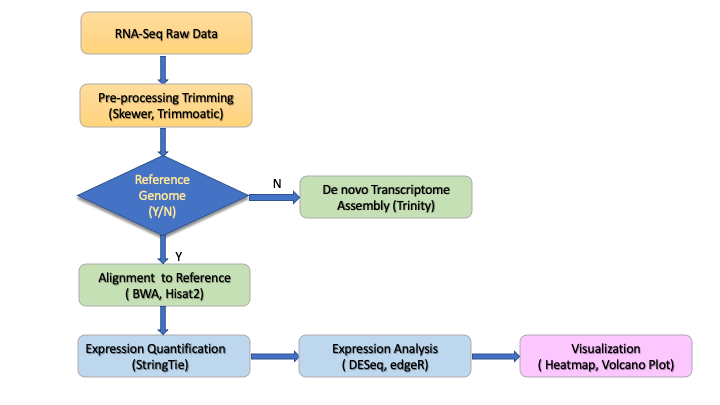 RNA-Seq Raw Data
Pre-processing Trimming
(Skewer, Trimmoatic)
Reference
Genome
(Y/N)
N
De novo Transcriptome
Assembly (Trinity)
Y
Alignment to Reference
( BWA, Hisat2)
Expression Quantification
(StringTie)
Expression Analysis
( DESeq, edgeR)
Visualization
( Heatmap, Volcano Plot)